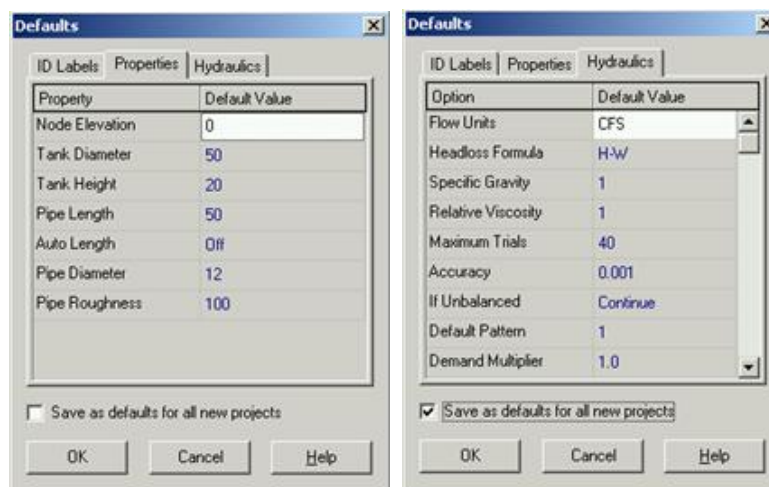 Defaults
ID Labels Properties Hydraulics
Property Default Value
Node Elevation 0
Tank Diameter 50
Tank Height 20
Pipe Length 50
Auto Length Off
Pipe Diameter 12
Pipe Roughness 100
Save as defaults for all new projects
OK Cancel Help
Defaults
ID Labels Properties Hydraulics
Option Default Value
Flow Units CFS
Headloss Formula H-W
Specific Gravity 1
Relative Viscosity 1
Maximum Trials 40
Accuracy 0.001
If Unbalanced Continue
Default Pattern 1
Demand Multiplier 1.0
Save as defaults for all new projects
OK Cancel Help